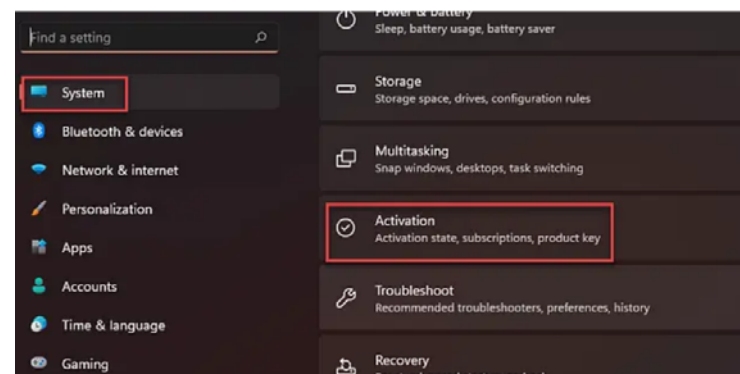 Find a setting
System
Bluetooth & devices
Network & internet
Personalization
Apps
Accounts
Time & language
Gaming
Power & battery
Sleep, battery usage, battery saver
Storage
Storage space, drives, configuration rules
Multitasking
Snap windows, desktops, task switching
Activation
Activation state, subscriptions, product key
Troubleshoot
Recommended troubleshooters, preferences, history
Recovery